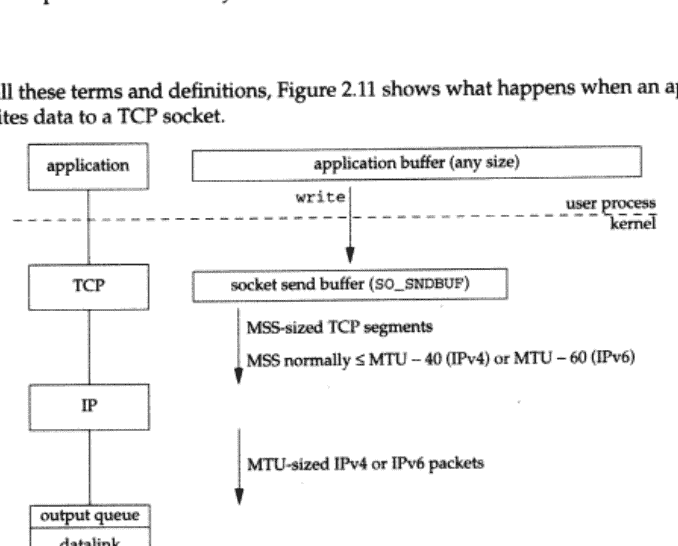 ll these terms and definitions, Figure 2.11 shows what happens when an ap
ites data to a TCP socket.
application
application buffer (any size)
write
user process
kernel
TCP
socket send buffer (SO_SNDBUF)
MSS-sized TCP segments
MSS normally ≤ MTU – 40 (IPv4) or MTU – 60 (IPv6)
IP
MTU-sized IPv4 or IPv6 packets
output queue
datalink